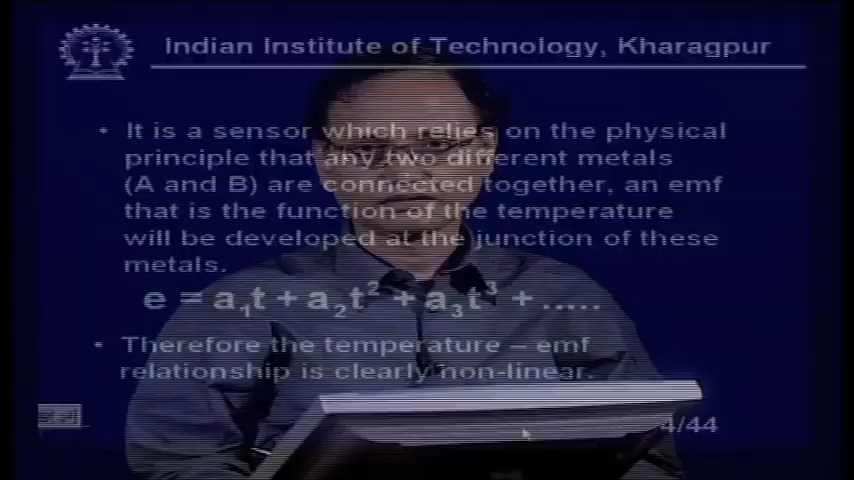 Indian Institute of Technology, Kharagpur
• It is a sensor which relies on the physical
principle that any two different metals
(A and B) are connected together, an emf
that is the function of the temperature
will be developed at the junction of these
metals.
e = a₁t + a₂t² + a₃t³ + .....
• Therefore the temperature – emf
relationship is clearly non-linear.
4/44